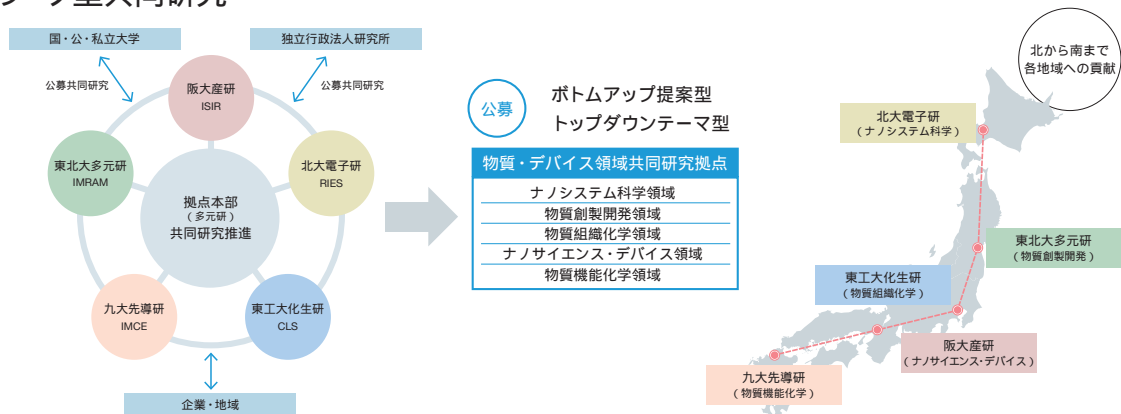 型共同研究
国・公・私立大学
独立行政法人研究所
公募共同研究
公募共同研究
阪大産研
ISIR
東北大多元研
IMRAM
北大電子研
RIES
拠点本部
(多元研)
共同研究推進
九大先導研
IMCE
東工大化生研
CLS
企業・地域
公募
ボトムアップ提案型
トップダウンテーマ型
物質・デバイス領域共同研究拠点
ナノシステム科学領域
物質創製開発領域
物質組織化学領域
ナノサイエンス・デバイス領域
物質機能化学領域
北から南まで
各地域への貢献
北大電子研
(ナノシステム科学)
東北大多元研
(物質創製開発)
東工大化生研
(物質組織化学)
阪大産研
(ナノサイエンス・デバイス)
九大先導研
(物質機能化学)